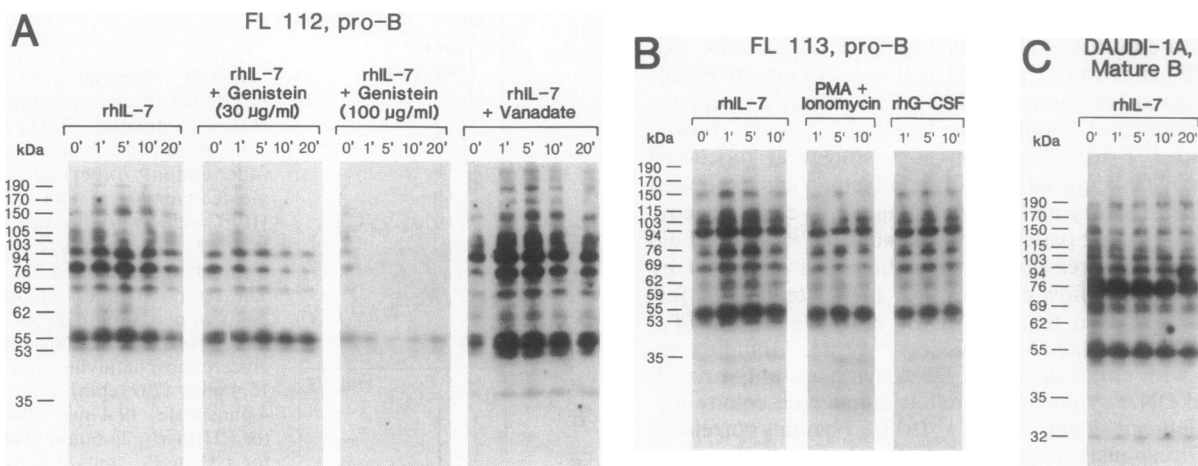 A
FL 112, pro-B
rhIL-7
rhIL-7
+ Genistein
(30 μg/ml)
rhIL-7
+ Genistein
(100 μg/ml)
rhIL-7
+ Vanadate
kDa
0' 1' 5' 10' 20'
0' 1' 5' 10' 20'
0' 1' 5' 10' 20'
0' 1' 5' 10' 20'
190
170
150
105
103
94
76
69
62
55
53
35
B
FL 113, pro-B
rhIL-7
PMA +
Ionomycin
rhG-CSF
kDa
0' 1' 5' 10'
1' 5' 10'
1' 5' 10'
190
170
150
115
103
94
76
69
62
59
55
53
35
C
DAUDI-1A,
Mature B
rhIL-7
kDa
0' 1' 5' 10' 20'
190
170
150
115
103
94
76
69
62
55
35
32